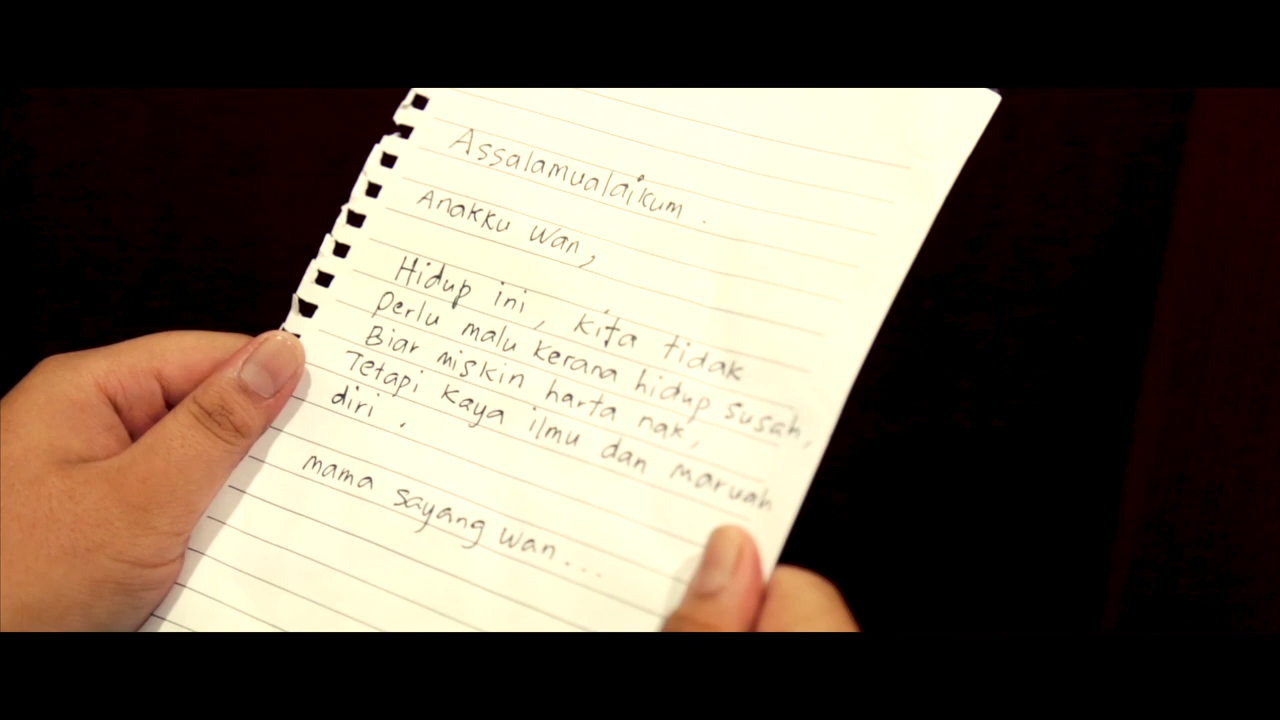 Assalamualaikum.
Anakku Wan,
Hidup ini, kita tidak
perlu malu kerana hidup susah,
Biar miskin harta nak,
Tetapi kaya ilmu dan maruah
diri.
mama sayang wan...